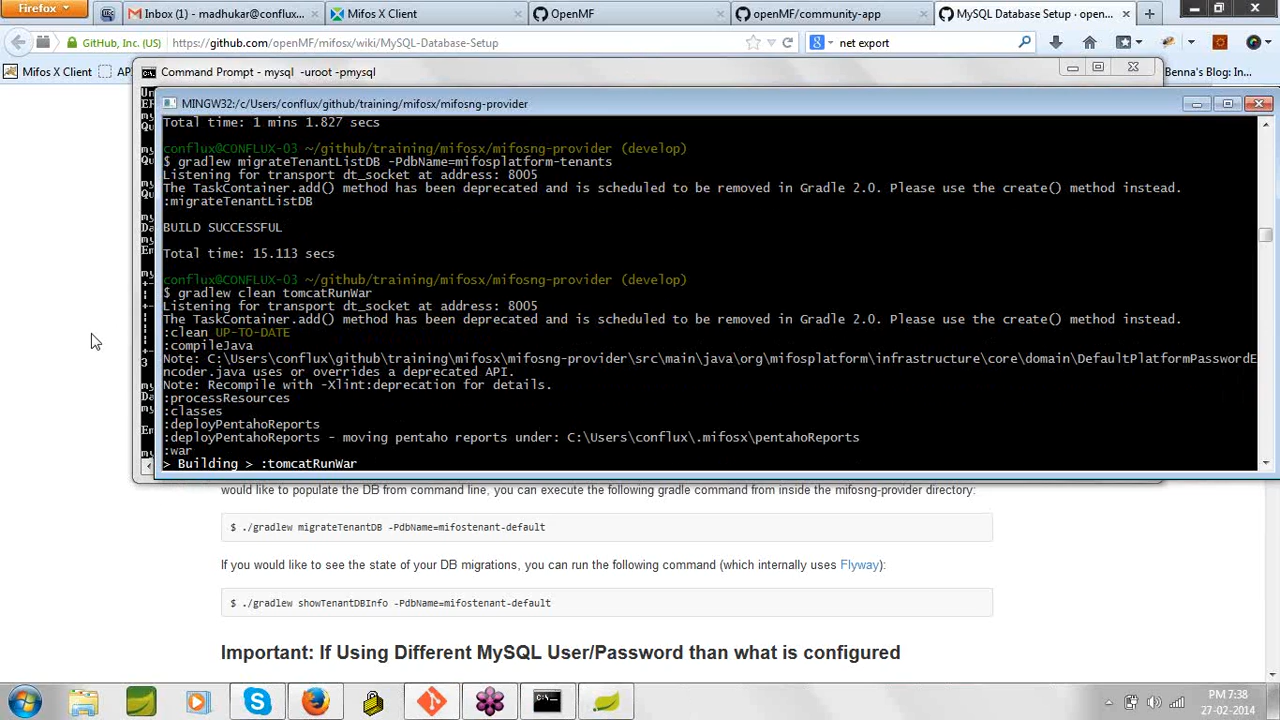 Firefox
Inbox (1) - madhukar@conflux...
Mifos X Client
OpenMF
openMF/community-app
MySQL Database Setup · open...
GitHub, Inc. (US)
https://github.com/openMF/mifosx/wiki/MySQL-Database-Setup
net export
Mifos X Client
Benna's Blog: In...
Command Prompt - mysql -uroot -pmysql
MINGW32:/c/Users/conflux/github/training/mifosx/mifosng-provider
Total time: 1 mins 1.827 secs
conflux@CONFLUX-03 ~/github/training/mifosx/mifosng-provider (develop)
$ gradlew migrateTenantListDB -PdbName=mifosplatform-tenants
Listening for transport dt_socket at address: 8005
The TaskContainer.add() method has been deprecated and is scheduled to be removed in Gradle 2.0. Please use the create() method instead.
:migrateTenantListDB
BUILD SUCCESSFUL
Total time: 15.113 secs
conflux@CONFLUX-03 ~/github/training/mifosx/mifosng-provider (develop)
$ gradlew clean tomcatRunWar
Listening for transport dt_socket at address: 8005
The TaskContainer.add() method has been deprecated and is scheduled to be removed in Gradle 2.0. Please use the create() method instead.
:clean UP-TO-DATE
:compileJava
Note: C:\Users\conflux\github\training\mifosx\mifosng-provider\src\main\java\org\mifosplatform\infrastructure\core\domain\DefaultPlatformPasswordE
ncoder.java uses or overrides a deprecated API.
Note: Recompile with -Xlint:deprecation for details.
:processResources
:classes
:deployPentahoReports
:deployPentahoReports - moving pentaho reports under: C:\Users\conflux\.mifosx\pentahoReports
:war
> Building > :tomcatRunWar
would like to populate the DB from command line, you can execute the following gradle command from inside the mifosng-provider directory:
$ ./gradlew migrateTenantDB -PdbName=mifostenant-default
If you would like to see the state of your DB migrations, you can run the following command (which internally uses Flyway):
$ ./gradlew showTenantDBInfo -PdbName=mifostenant-default
Important: If Using Different MySQL User/Password than what is configured
PM 7:38
27-02-2014